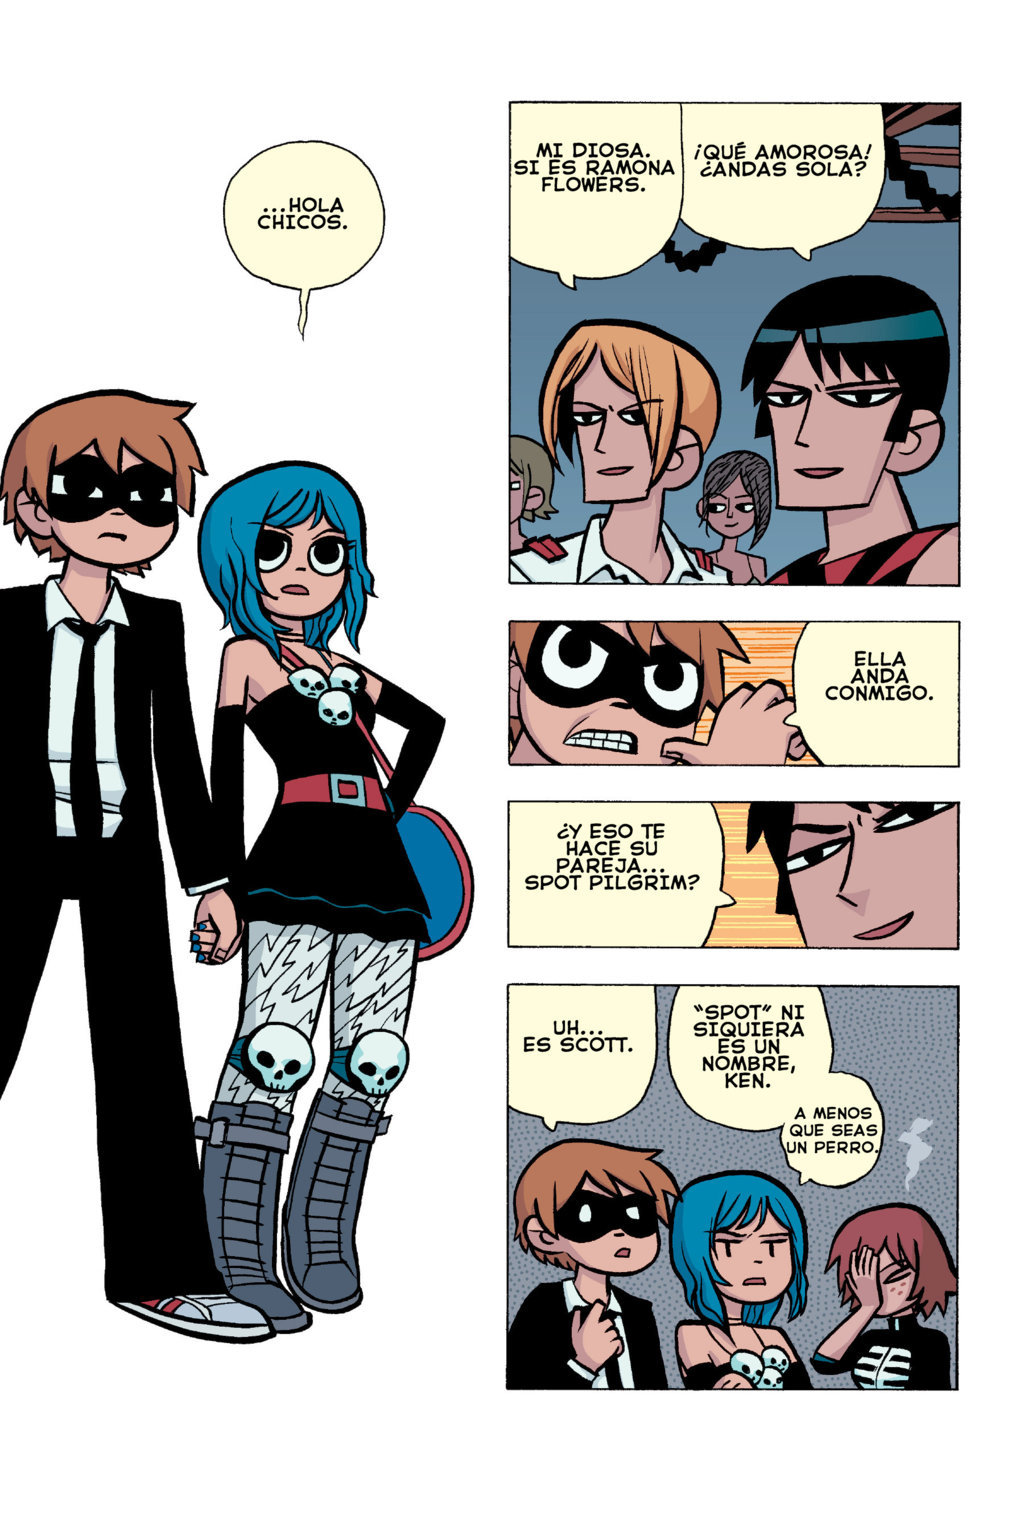 ...HOLA
CHICOS.
MI DIOSA.
SI ES RAMONA
FLOWERS.
¡QUÉ AMOROSA!
¿ANDAS SOLA?
ELLA
ANDA
CONMIGO.
¿Y ESO TE
HACE SU
PAREJA...
SPOT PILGRIM?
UH...
ES SCOTT.
"SPOT" NI
SIQUIERA
ES UN
NOMBRE,
KEN.
A MENOS
QUE SEAS
UN PERRO.